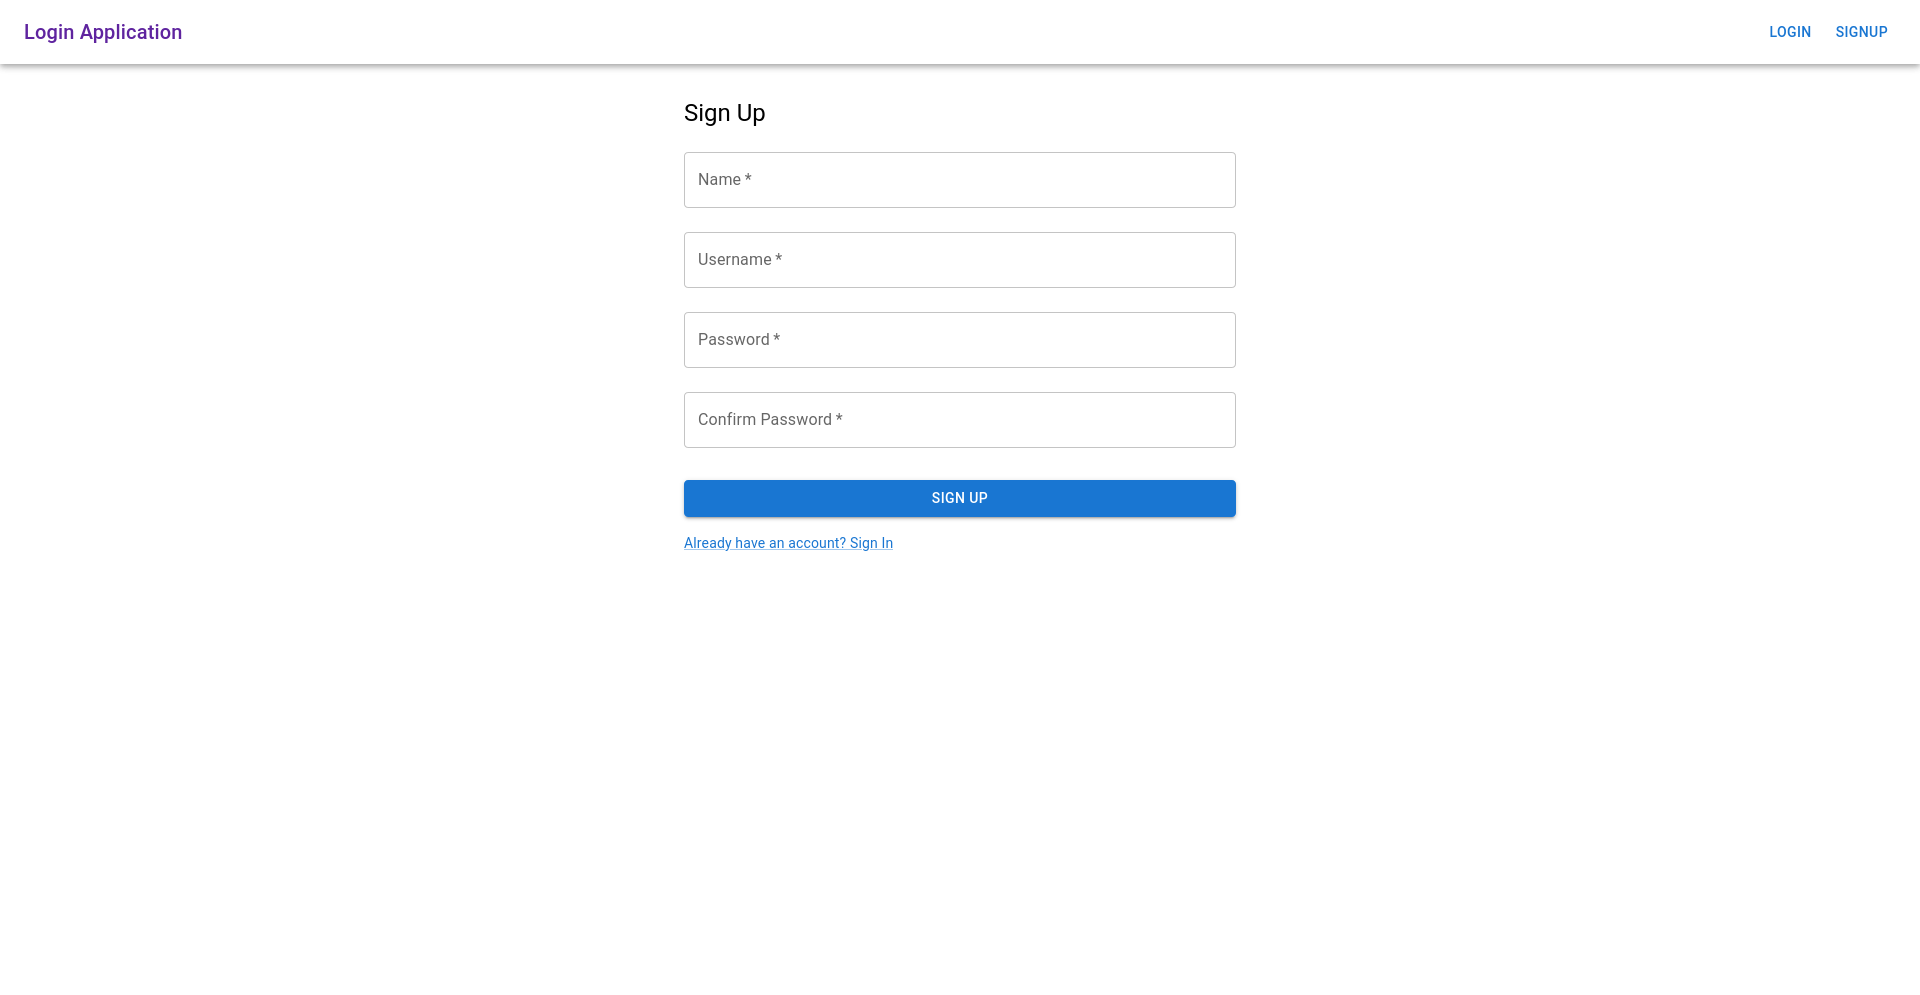 Login Application
LOGIN
SIGNUP
Sign Up
Name *
Username *
Password *
Confirm Password *
SIGN UP
Already have an account? Sign In